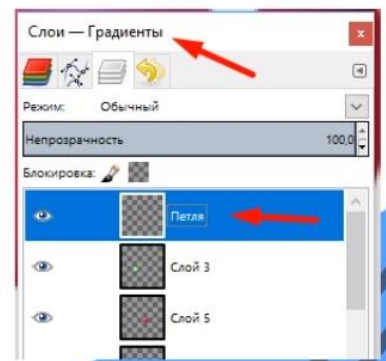 Слои — Градиенты
Режим: Обычный
Непрозрачность 100,0
Блокировка:
Петля
Слой 3
Слой 5